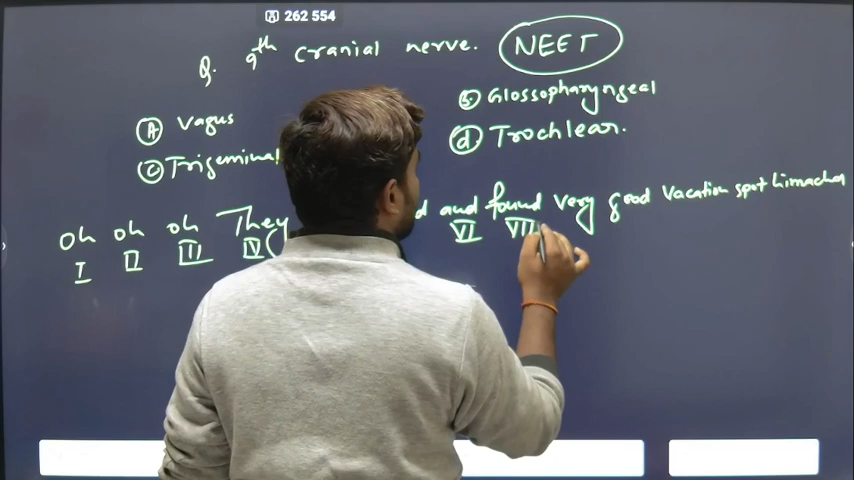 262 554
Q. 9th cranial nerve. NEET
(A) Vagus
(B) Glossopharyngeal
(C) Trigeminal
(d) Trochlear.
Oh oh oh They and found very good vacation spot himachal
I II III IV VI VII